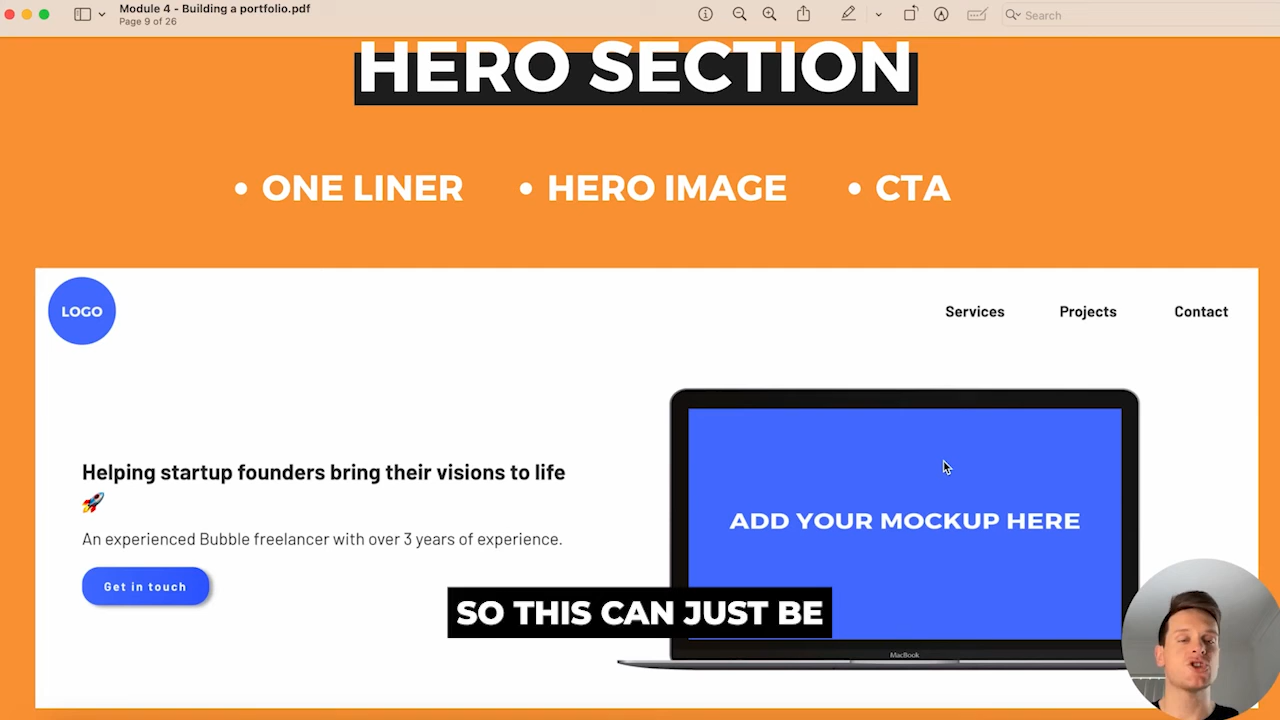 Module 4 - Building a portfolio.pdf
Page 9 of 26
Search
HERO SECTION
• ONE LINER • HERO IMAGE • CTA
LOGO
Services Projects Contact
Helping startup founders bring their visions to life
🚀
An experienced Bubble freelancer with over 3 years of experience.
Get in touch
ADD YOUR MOCKUP HERE
SO THIS CAN JUST BE
MacBook